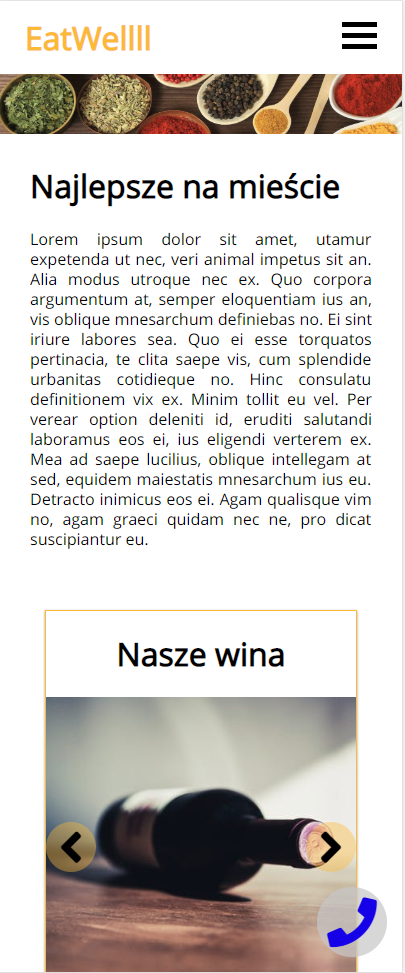 EatWellll
Najlepsze na mieście
Lorem ipsum dolor sit amet, utamur
expetenda ut nec, veri animal impetus sit an.
Alia modus utroque nec ex. Quo corpora
argumentum at, semper eloquentiam ius an,
vis oblique mnesarchum definiebas no. Ei sint
iriure labores sea. Quo ei esse torquatos
pertinacia, te clita saepe vis, cum splendide
urbanitas cotidieque no. Hinc consulatu
definitionem vix ex. Minim tollit eu vel. Per
verear option deleniti id, eruditi salutandi
laboramus eos ei, ius eligendi verterem ex.
Mea ad saepe lucilius, oblique intellegam at
sed, equidem maiestatis mnesarchum ius eu.
Detracto inimicus eos ei. Agam qualisque vim
no, agam graeci quidam nec ne, pro dicat
suscipiantur eu.
Nasze wina